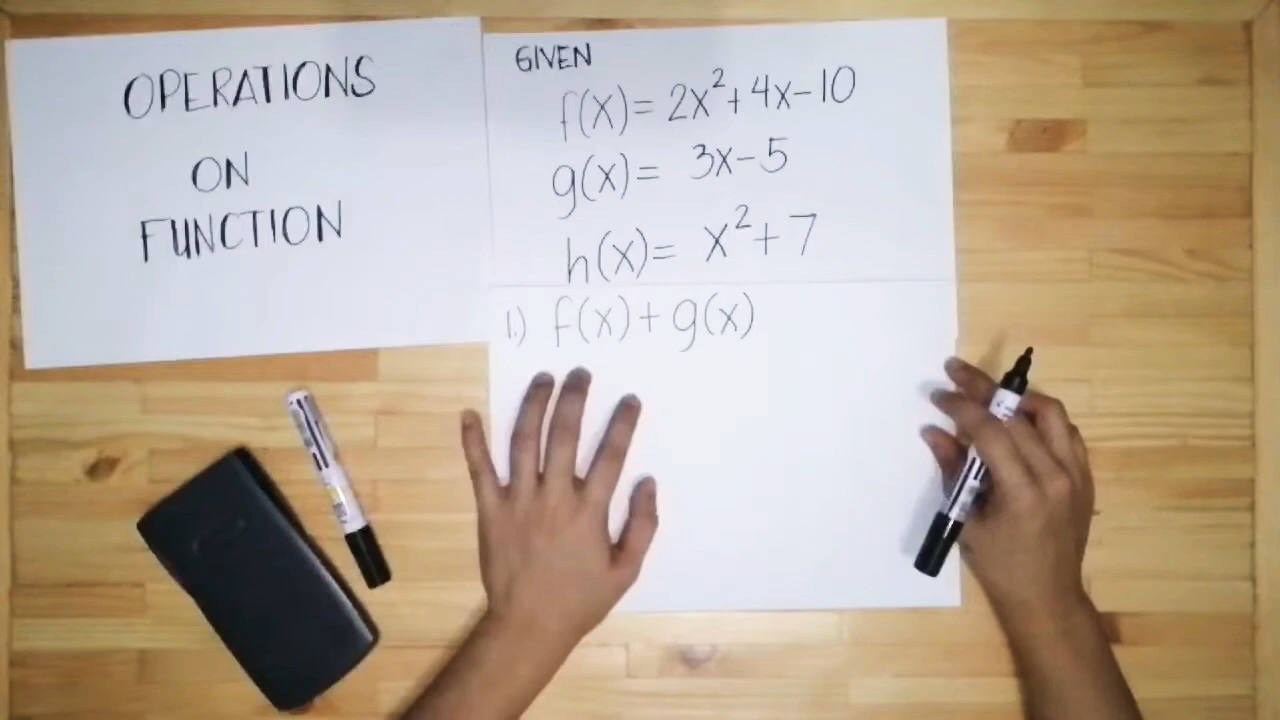 OPERATIONS
ON
FUNCTION
GIVEN
f(x)= 2x²+4x-10
g(x)= 3x-5
h(x)= x²+7
1.) f(x)+g(x)